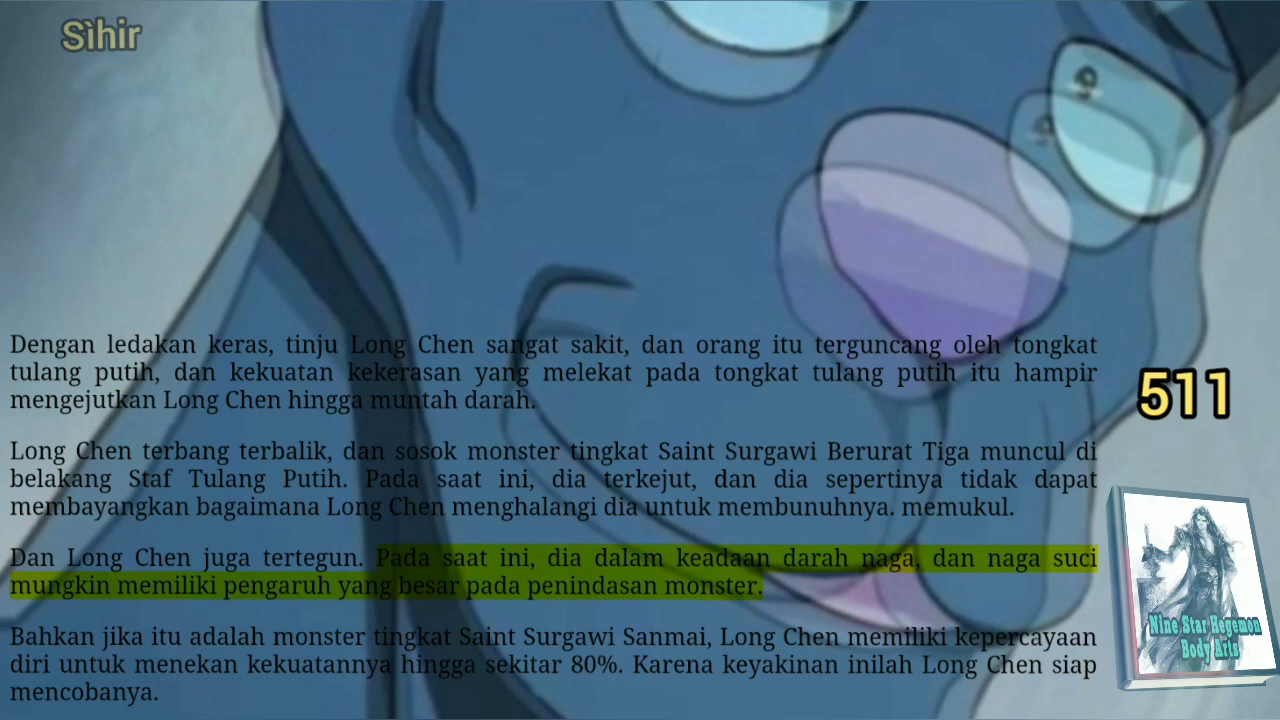 Sìhir
Dengan ledakan keras, tinju Long Chen sangat sakit, dan orang itu terguncang oleh tongkat
tulang putih, dan kekuatan kekerasan yang melekat pada tongkat tulang putih itu hampir
mengejutkan Long Chen hingga muntah darah.
511
Long Chen terbang terbalik, dan sosok monster tingkat Saint Surgawi Berurat Tiga muncul di
belakang Staf Tulang Putih. Pada saat ini, dia terkejut, dan dia sepertinya tidak dapat
membayangkan bagaimana Long Chen menghalangi dia untuk membunuhnya. memukul.
Dan Long Chen juga tertegun. Pada saat ini, dia dalam keadaan darah naga, dan naga suci
mungkin memiliki pengaruh yang besar pada penindasan monster.
Bahkan jika itu adalah monster tingkat Saint Surgawi Sanmai, Long Chen memiliki kepercayaan
diri untuk menekan kekuatannya hingga sekitar 80%. Karena keyakinan inilah Long Chen siap
mencobanya.
Nine Star Hegemon
Body Arts